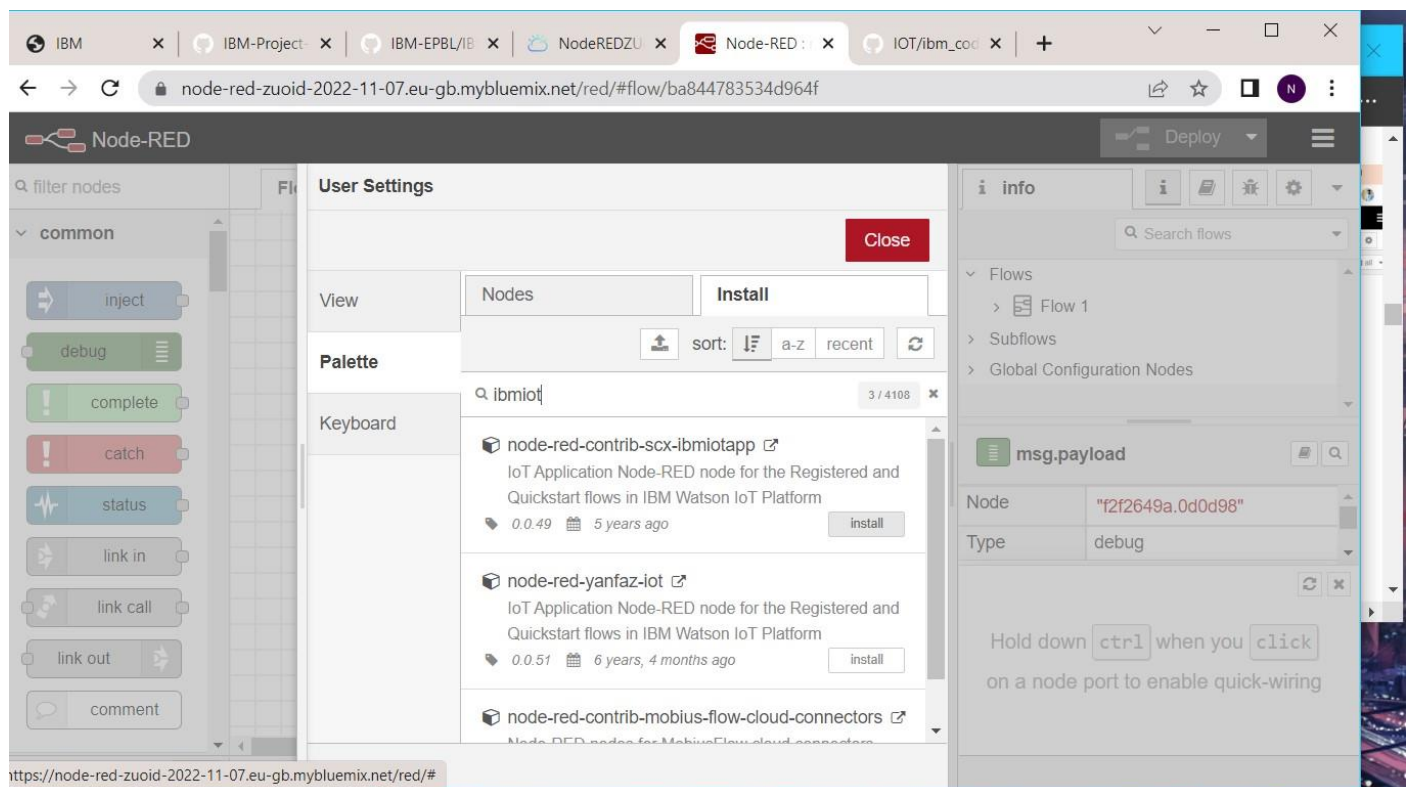 IBM
IBM-Project-
IBM-EPBL/IB
NodeREDZU
Node-RED :
IOT/ibm_cod
node-red-zuoid-2022-11-07.eu-gb.mybluemix.net/red/#flow/ba844783534d964f
N
Node-RED
Deploy
filter nodes
common
inject
debug
complete
catch
status
link in
link call
link out
comment
User Settings
Close
View
Palette
Keyboard
Nodes
Install
sort:
a-z
recent
ibmiot
3 / 4108
node-red-contrib-scx-ibmiotapp
IoT Application Node-RED node for the Registered and
Quickstart flows in IBM Watson IoT Platform
0.0.49 5 years ago
install
node-red-yanfaz-iot
IoT Application Node-RED node for the Registered and
Quickstart flows in IBM Watson IoT Platform
0.0.51 6 years, 4 months ago
install
node-red-contrib-mobius-flow-cloud-connectors
Node-RED nodes for MobiusFlow cloud connectors
i info
i
Search flows
Flows
Flow 1
Subflows
Global Configuration Nodes
msg.payload
Node "f2f2649a.0d0d98"
Type debug
Hold down ctrl when you click
on a node port to enable quick-wiring
https://node-red-zuoid-2022-11-07.eu-gb.mybluemix.net/red/#